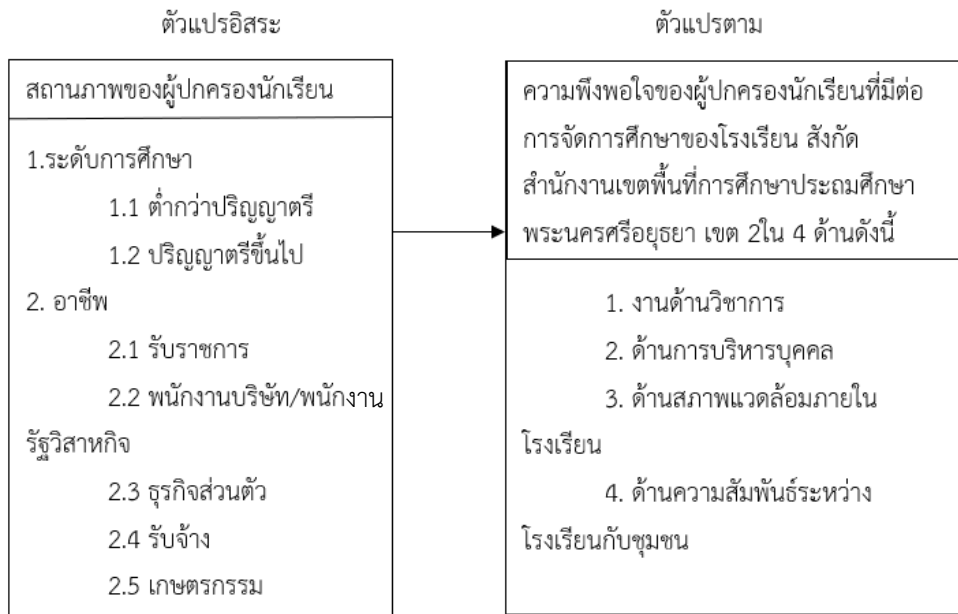 ตัวแปรอิสระ
สถานภาพของผู้ปกครองนักเรียน
1.ระดับการศึกษา
1.1 ต่ำกว่าปริญญาตรี
1.2 ปริญญาตรีขึ้นไป
2. อาชีพ
2.1 รับราชการ
2.2 พนักงานบริษัท/พนักงาน
รัฐวิสาหกิจ
2.3 ธุรกิจส่วนตัว
2.4 รับจ้าง
2.5 เกษตรกรรม
ตัวแปรตาม
ความพึงพอใจของผู้ปกครองนักเรียนที่มีต่อ
การจัดการศึกษาของโรงเรียน สังกัด
สำนักงานเขตพื้นที่การศึกษาประถมศึกษา
พระนครศรีอยุธยา เขต 2ใน 4 ด้านดังนี้
1. งานด้านวิชาการ
2. ด้านการบริหารบุคคล
3. ด้านสภาพแวดล้อมภายใน
โรงเรียน
4. ด้านความสัมพันธ์ระหว่าง
โรงเรียนกับชุมชน